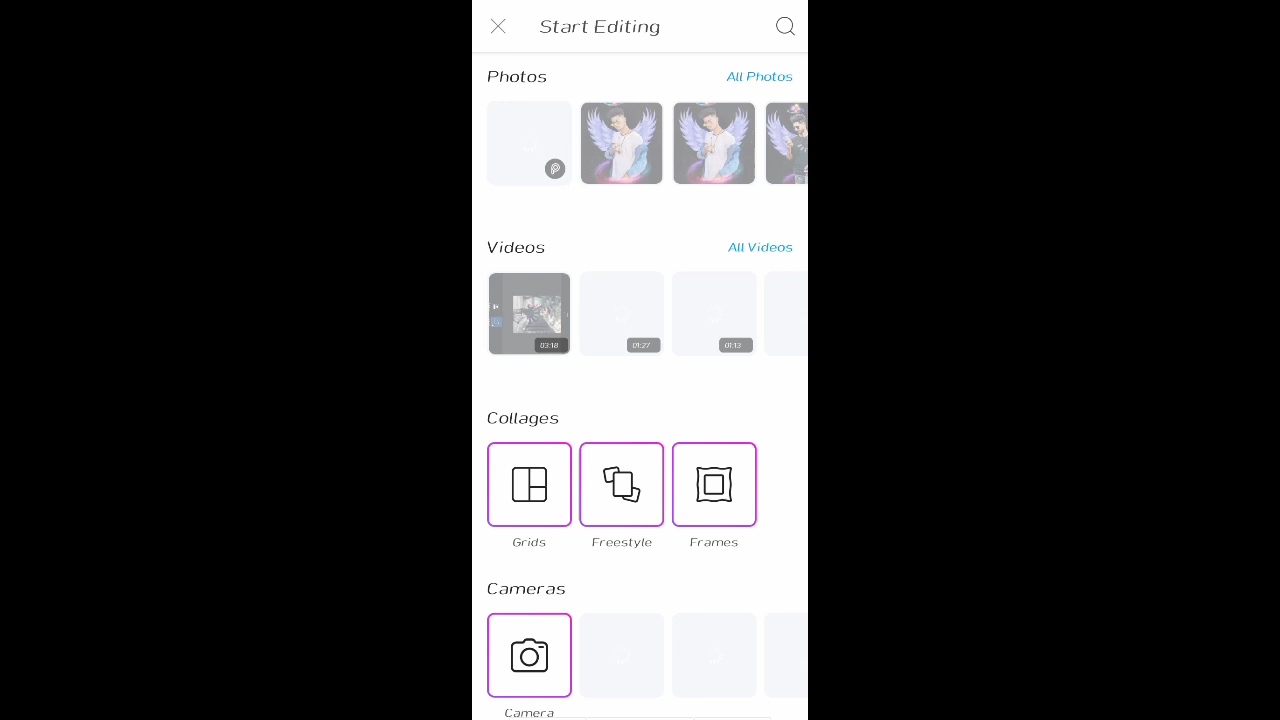 Start Editing
Photos
All Photos
Videos
All Videos
03:18
01:27
01:13
Collages
Grids
Freestyle
Frames
Cameras
Camera